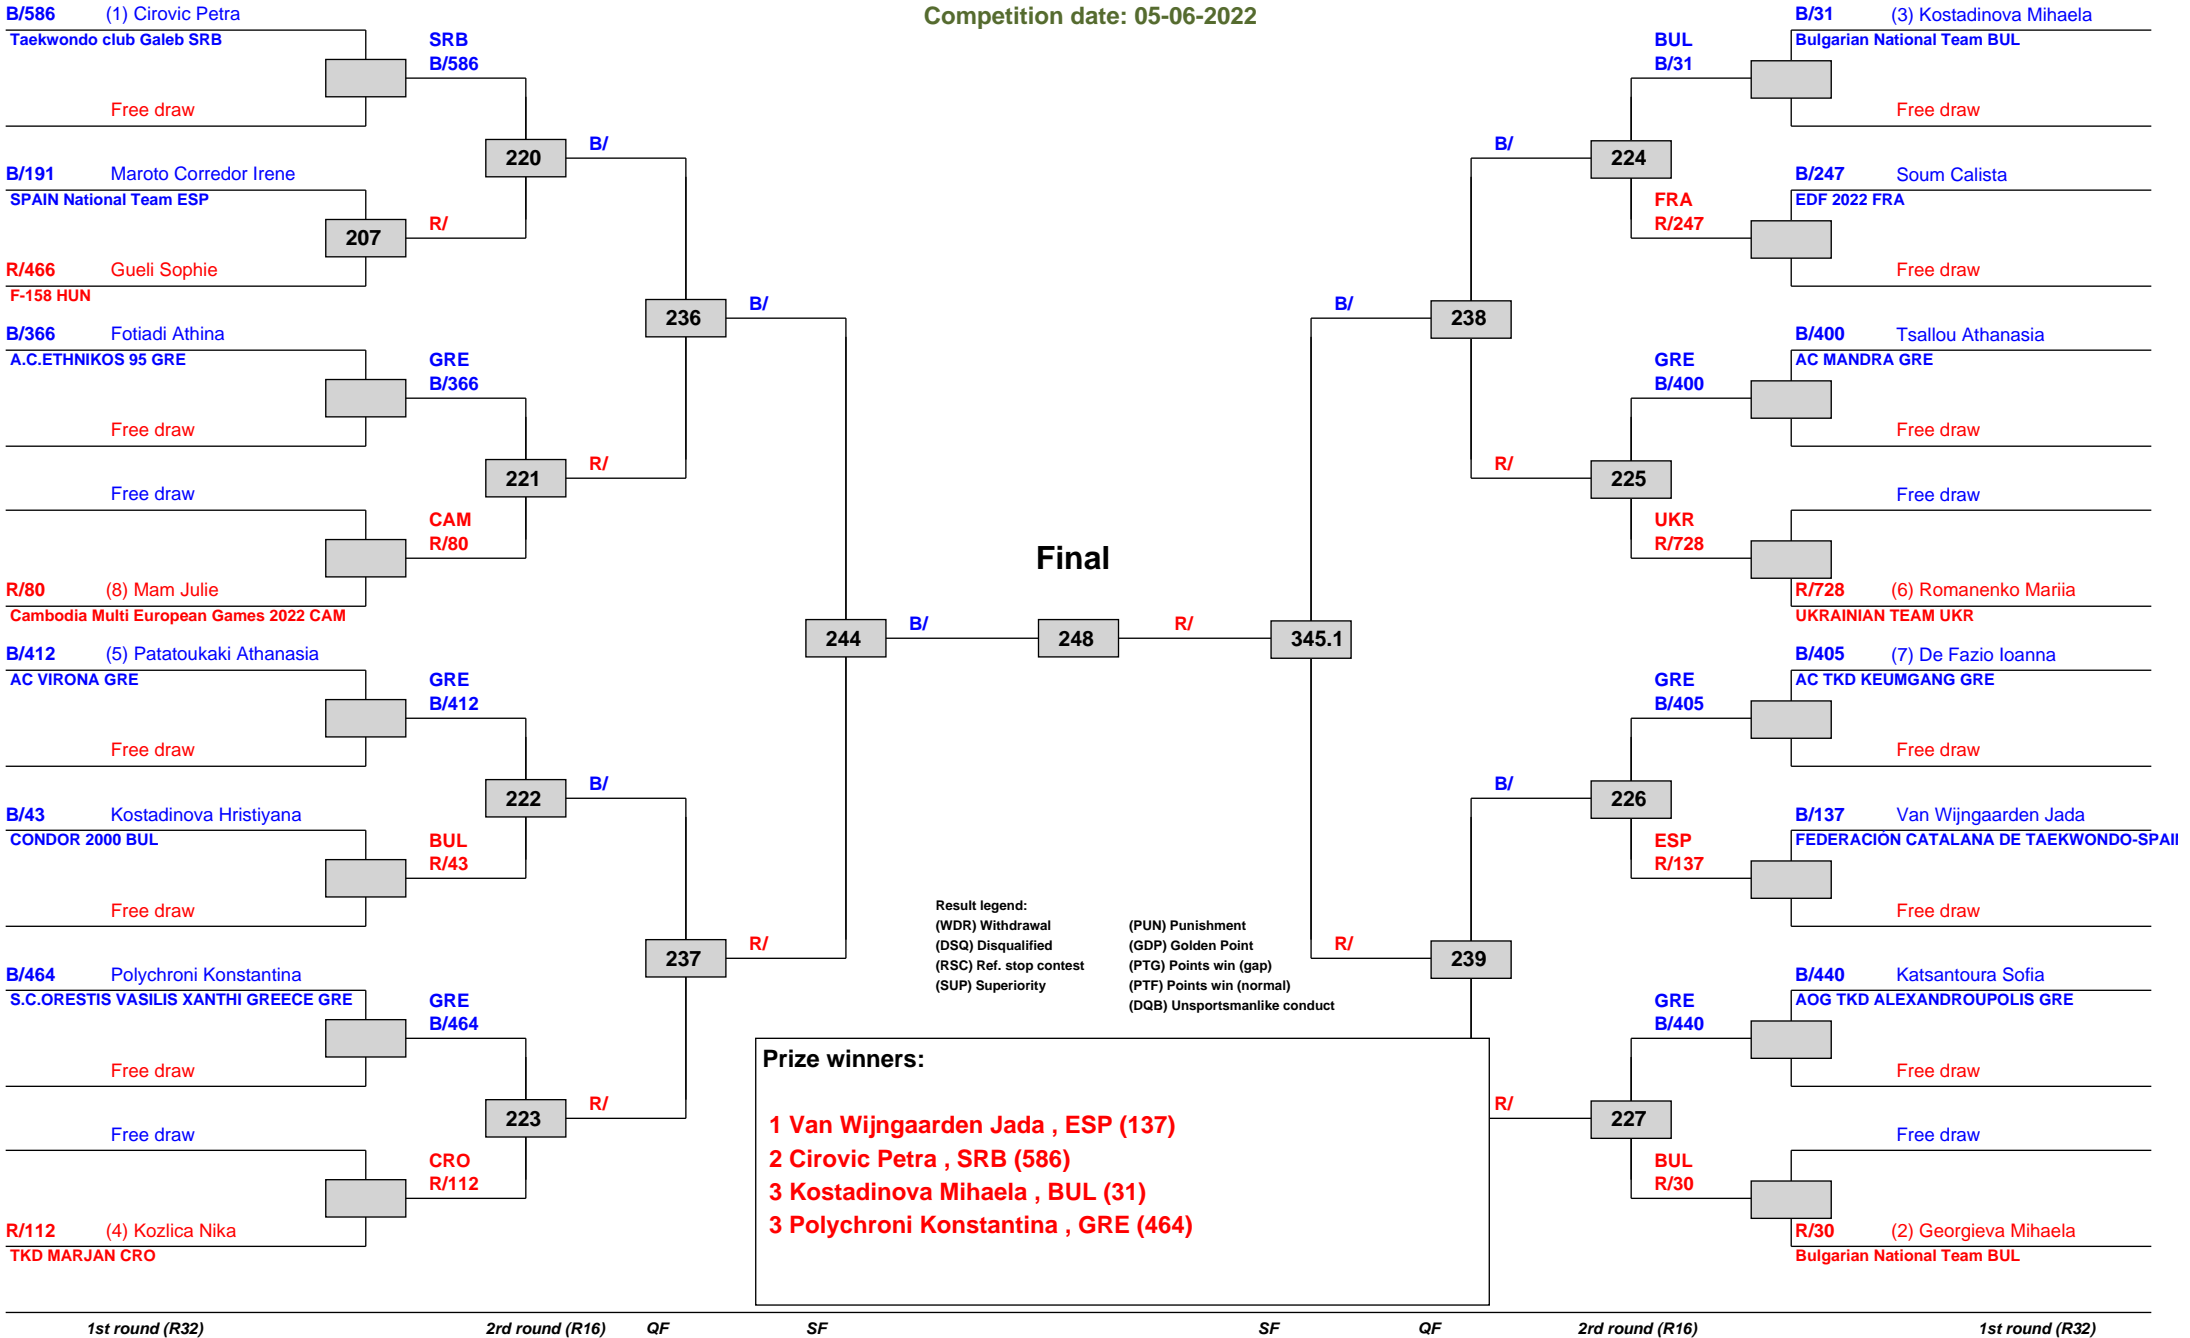 Competition date: 05-06-2022
B/586 (1) Cirovic Petra
Taekwondo club Galeb SRB
Free draw
SRB
B/586
B/191 Maroto Corredor Irene
SPAIN National Team ESP
207
R/466 Gueli Sophie
F-158 HUN
R/
220
B/
B/366 Fotiadi Athina
A.C.ETHNIKOS 95 GRE
Free draw
GRE
B/366
Free draw
R/80 (8) Mam Julie
Cambodia Multi European Games 2022 CAM
CAM
R/80
221
R/
236
B/
B/412 (5) Patatoukaki Athanasia
AC VIRONA GRE
Free draw
GRE
B/412
B/43 Kostadinova Hristiyana
CONDOR 2000 BUL
Free draw
BUL
R/43
222
B/
B/464 Polychroni Konstantina
S.C.ORESTIS VASILIS XANTHI GREECE GRE
Free draw
GRE
B/464
Free draw
R/112 (4) Kozlica Nika
TKD MARJAN CRO
CRO
R/112
223
R/
237
R/
244
B/
Final
248
R/
345.1
B/31 (3) Kostadinova Mihaela
Bulgarian National Team BUL
Free draw
BUL
B/31
B/247 Soum Calista
EDF 2022 FRA
Free draw
FRA
R/247
224
B/
B/400 Tsallou Athanasia
AC MANDRA GRE
Free draw
GRE
B/400
Free draw
R/728 (6) Romanenko Mariia
UKRAINIAN TEAM UKR
UKR
R/728
225
R/
238
B/
B/405 (7) De Fazio Ioanna
AC TKD KEUMGANG GRE
Free draw
GRE
B/405
B/137 Van Wijngaarden Jada
FEDERACIÓN CATALANA DE TAEKWONDO-SPAI
Free draw
ESP
R/137
226
B/
B/440 Katsantoura Sofia
AOG TKD ALEXANDROUPOLIS GRE
Free draw
GRE
B/440
Free draw
R/30 (2) Georgieva Mihaela
Bulgarian National Team BUL
BUL
R/30
227
R/
239
R/
Result legend:
(WDR) Withdrawal (PUN) Punishment
(DSQ) Disqualified (GDP) Golden Point
(RSC) Ref. stop contest (PTG) Points win (gap)
(SUP) Superiority (PTF) Points win (normal)
(DQB) Unsportsmanlike conduct
Prize winners:
1 Van Wijngaarden Jada , ESP (137)
2 Cirovic Petra , SRB (586)
3 Kostadinova Mihaela , BUL (31)
3 Polychroni Konstantina , GRE (464)
1st round (R32) 2rd round (R16) QF SF SF QF 2rd round (R16) 1st round (R32)